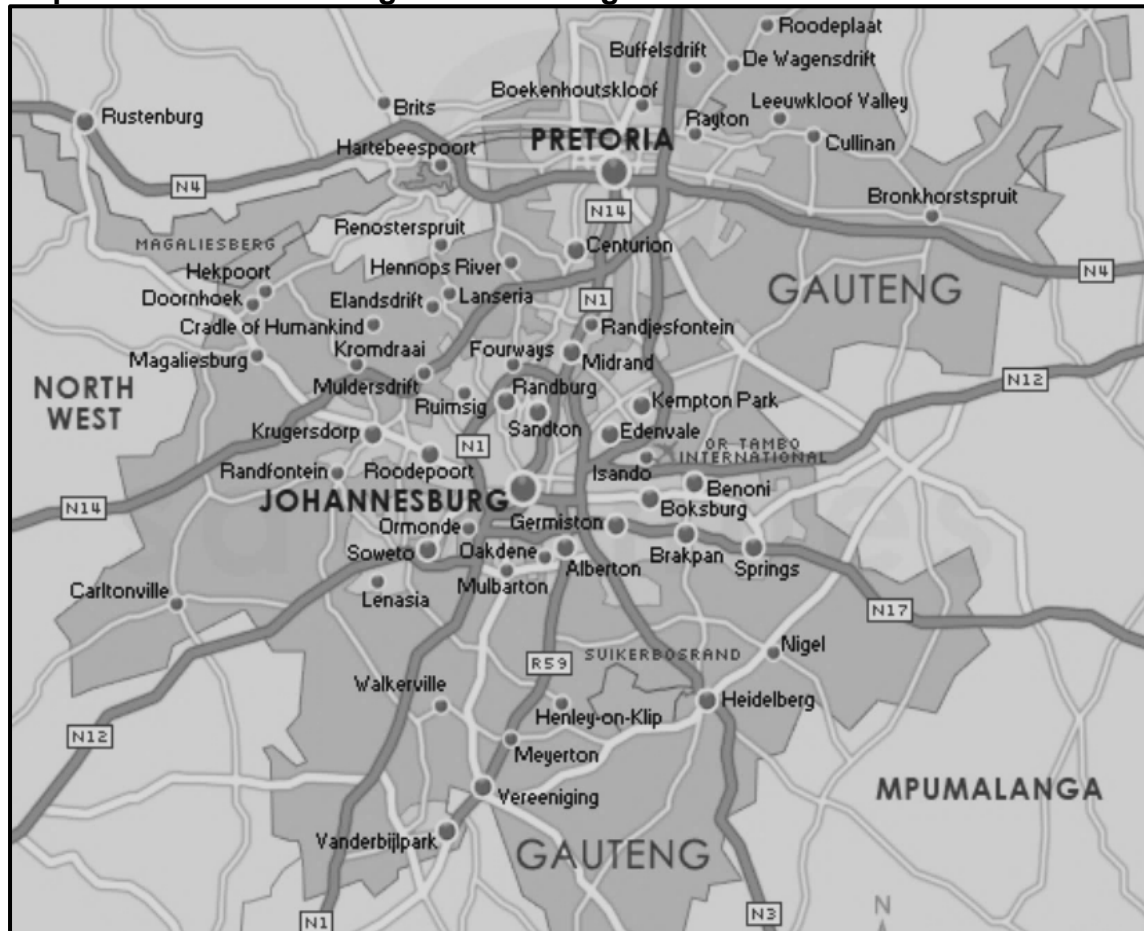 Roodeplaat
Buffelsdrift
De Wagensdrift
Boekenhoutskloof
Leeuwkloof Valley
Brits
Rustenburg
Rayton
PRETORIA
Cullinan
Hartebeespoort
N4
Bronkhorstspruit
N14
Renosterspruit
MAGALIESBERG
Centurion
Hennops River
N4
Hekpoort
GAUTENG
Doornhoek
Elandsdrift
Lanseria
N1
Cradle of Humankind
Randjesfontein
Magaliesburg
Kromdraai
Fourways
Midrand
NORTH
WEST
Muldersdrift
Randburg
N12
Ruimsig
Kempton Park
Sandton
Krugersdorp
Edenvale
N1
OR TAMBO
INTERNATIONAL
Randfontein
Roodepoort
Isando
Benoni
JOHANNESBURG
N14
Boksburg
Ormonde
Germiston
Soweto
Oakdene
Brakpan
Alberton
Springs
Mulbarton
Carltonville
Lenasia
N17
Nigel
SUIKERBOSRAND
R59
Walkerville
Heidelberg
Henley-on-Klip
N12
Meyerton
Vereeniging
MPUMALANGA
Vanderbijlpark
GAUTENG
N1
N3
N